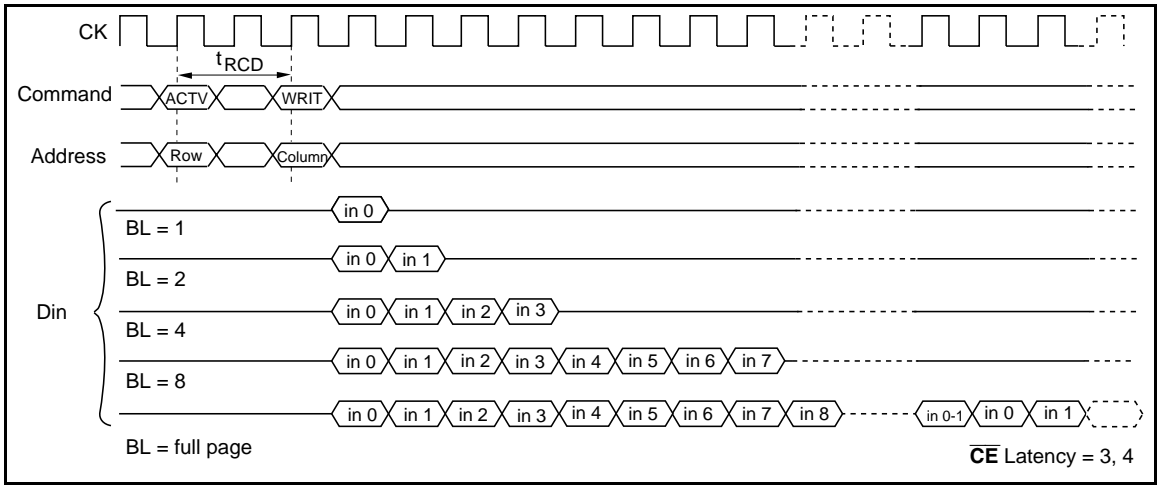 CK
tRCD
Command ACTV WRIT
Address Row Column
in 0
BL = 1
in 0 in 1
BL = 2
Din
in 0 in 1 in 2 in 3
BL = 4
in 0 in 1 in 2 in 3 in 4 in 5 in 6 in 7
BL = 8
in 0 in 1 in 2 in 3 in 4 in 5 in 6 in 7 in 8 in 0-1 in 0 in 1
BL = full page
CE Latency = 3, 4